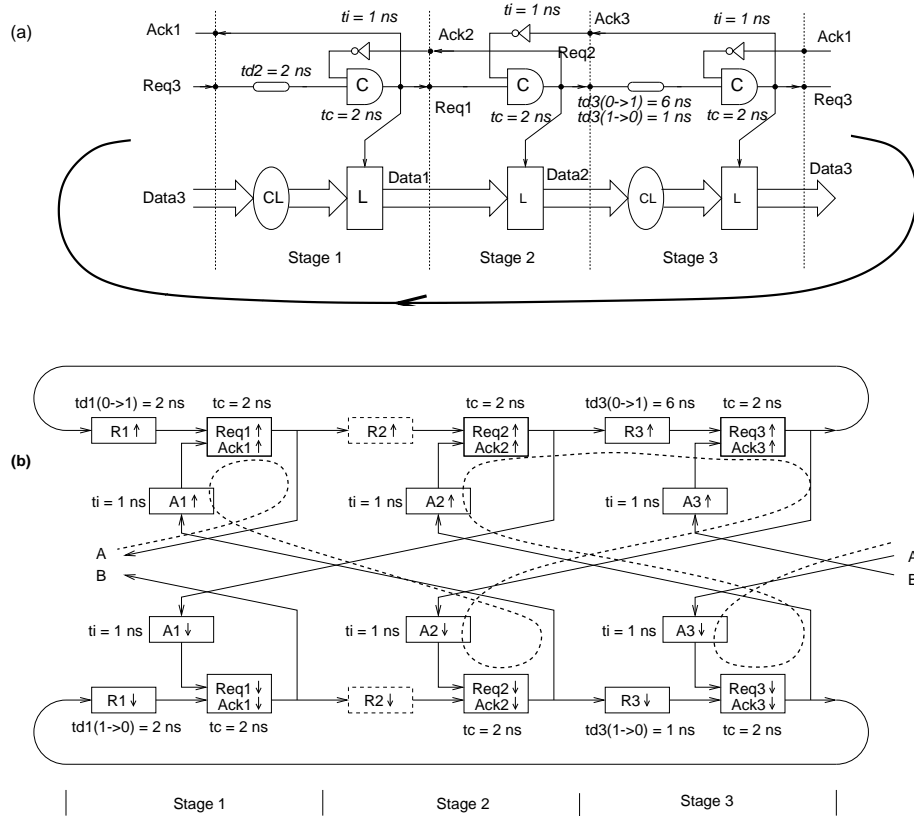 (a)
Ack1
ti = 1 ns
Ack2
ti = 1 ns
Ack3
ti = 1 ns
Ack1
Req3
td2 = 2 ns
C
tc = 2 ns
Req1
Req2
C
tc = 2 ns
td3(0->1) = 6 ns
td3(1->0) = 1 ns
C
tc = 2 ns
Req3
Data3
CL
L
Data1
L
Data2
CL
L
Data3
Stage 1
Stage 2
Stage 3
(b)
td1(0->1) = 2 ns
tc = 2 ns
tc = 2 ns
td3(0->1) = 6 ns
tc = 2 ns
R1 ↑
Req1 ↑
Ack1 ↑
R2 ↑
Req2 ↑
Ack2 ↑
R3 ↑
Req3 ↑
Ack3 ↑
ti = 1 ns
A1 ↑
ti = 1 ns
A2 ↑
ti = 1 ns
A3 ↑
A
B
A
B
ti = 1 ns
A1 ↓
ti = 1 ns
A2 ↓
ti = 1 ns
A3 ↓
R1 ↓
Req1 ↓
Ack1 ↓
R2 ↓
Req2 ↓
Ack2 ↓
R3 ↓
Req3 ↓
Ack3 ↓
td1(1->0) = 2 ns
tc = 2 ns
tc = 2 ns
td3(1->0) = 1 ns
tc = 2 ns
Stage 1
Stage 2
Stage 3